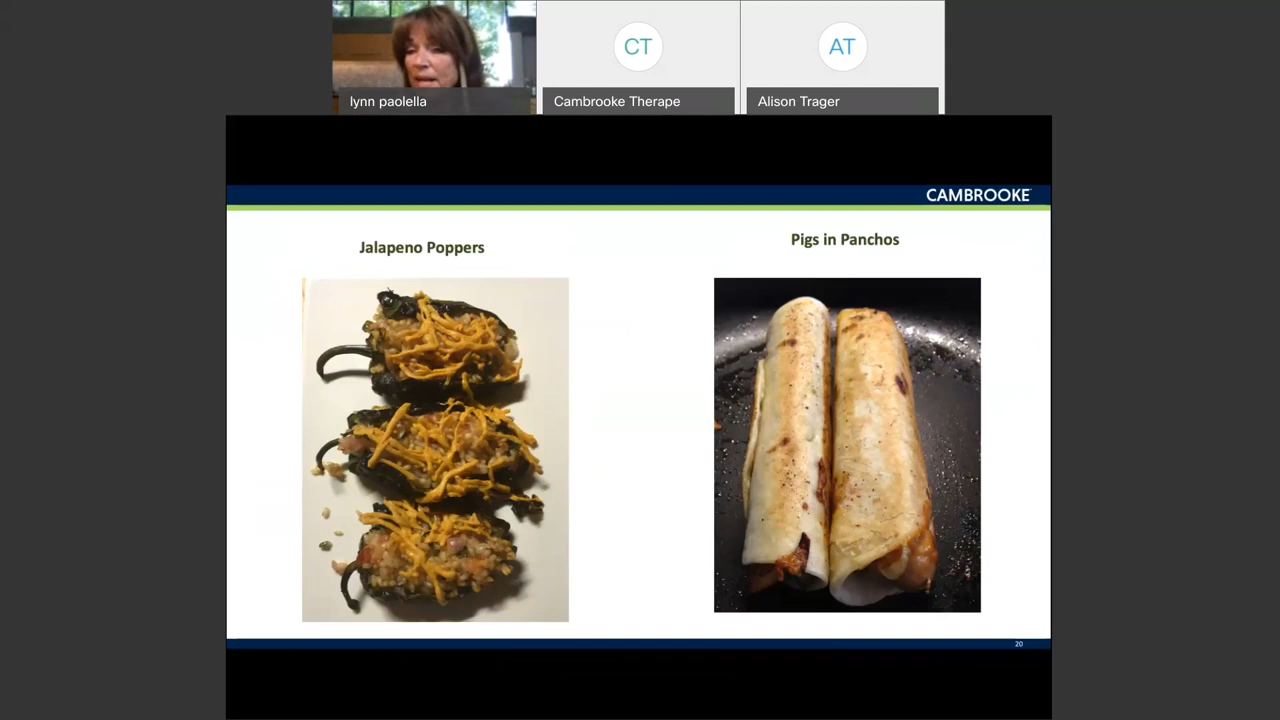 CT
AT
lynn paolella
Cambrooke Therape
Alison Trager
CAMBROOKE
Jalapeno Poppers
Pigs in Panchos
20